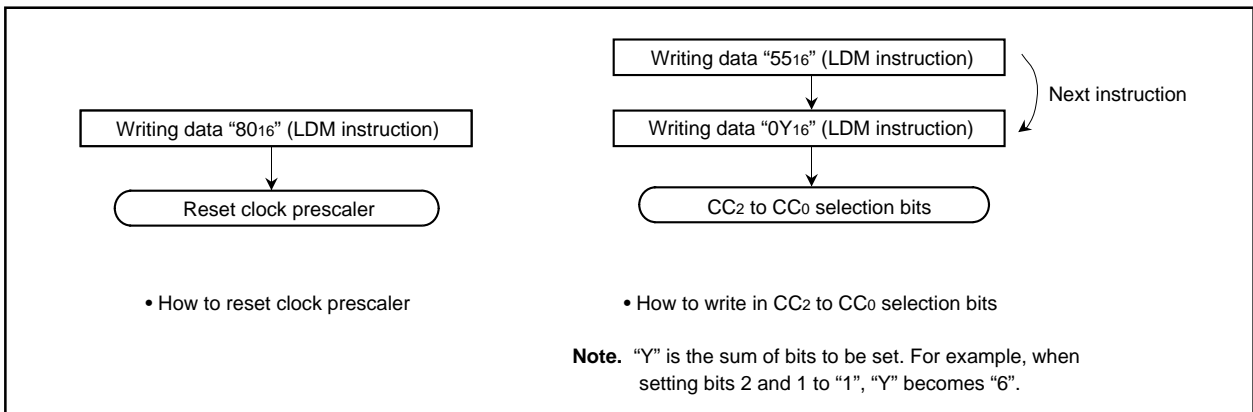 Writing data “80₁₆” (LDM instruction)
Reset clock prescaler
• How to reset clock prescaler
Writing data “55₁₆” (LDM instruction)
Next instruction
Writing data “0Y₁₆” (LDM instruction)
CC₂ to CC₀ selection bits
• How to write in CC₂ to CC₀ selection bits
Note. “Y” is the sum of bits to be set. For example, when
setting bits 2 and 1 to “1”, “Y” becomes “6”.